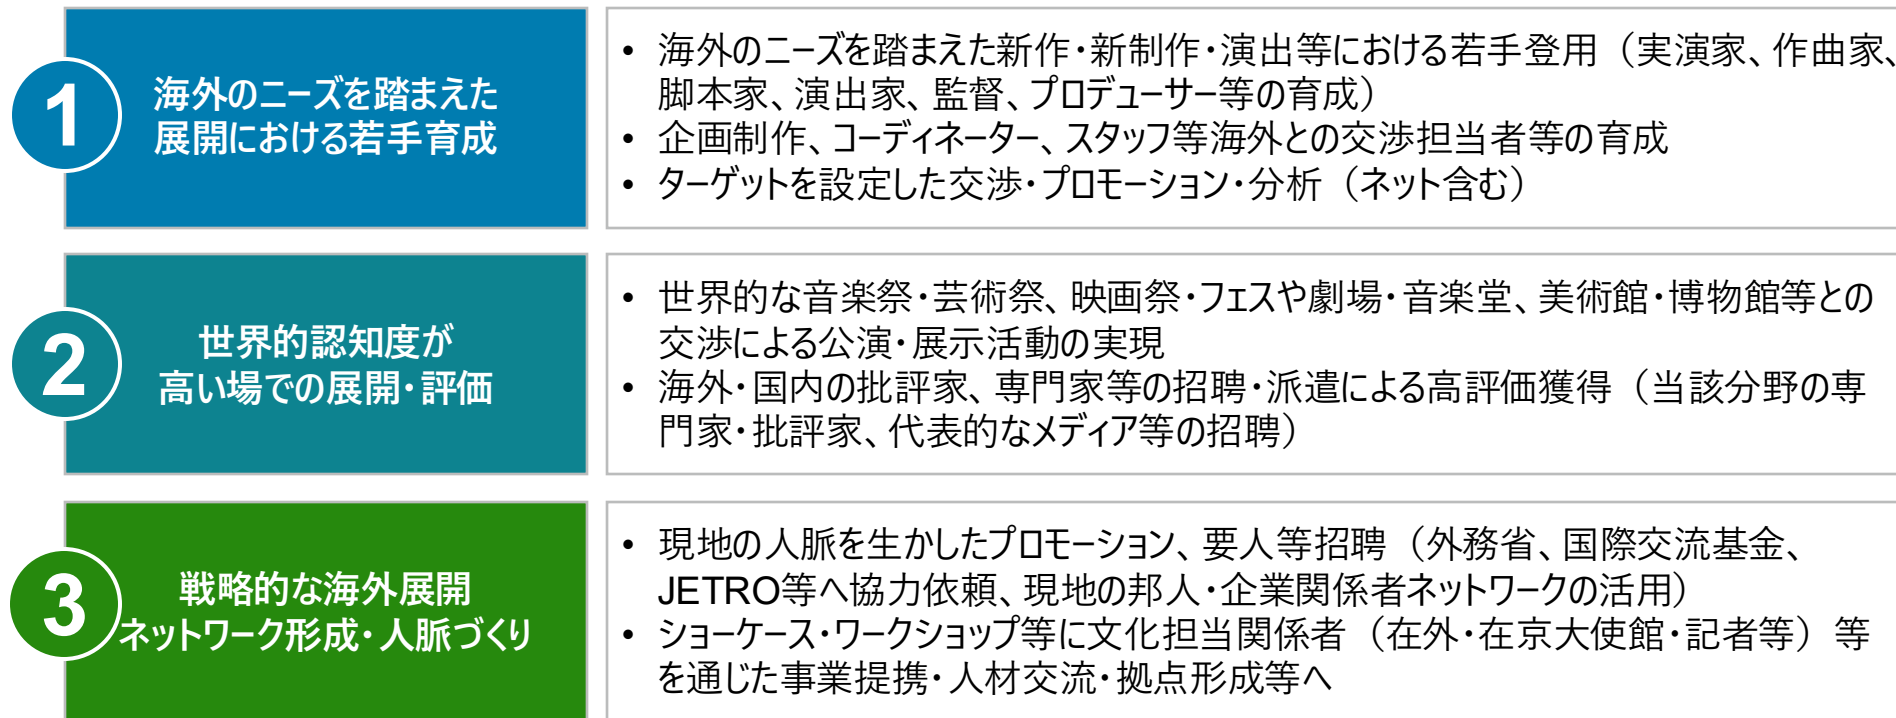 1
海外のニーズを踏まえた
展開における若手育成
• 海外のニーズを踏まえた新作・新制作・演出等における若手登用（実演家、作曲家、
脚本家、演出家、監督、プロデューサー等の育成）
• 企画制作、コーディネーター、スタッフ等海外との交渉担当者等の育成
• ターゲットを設定した交渉・プロモーション・分析（ネット含む）
2
世界的認知度が
高い場での展開・評価
• 世界的な音楽祭・芸術祭、映画祭・フェスや劇場・音楽堂、美術館・博物館等との
交渉による公演・展示活動の実現
• 海外・国内の批評家、専門家等の招聘・派遣による高評価獲得（当該分野の専
門家・批評家、代表的なメディア等の招聘）
3
戦略的な海外展開
ネットワーク形成・人脈づくり
• 現地の人脈を生かしたプロモーション、要人等招聘（外務省、国際交流基金、
JETRO等へ協力依頼、現地の邦人・企業関係者ネットワークの活用）
• ショーケース・ワークショップ等に文化担当関係者（在外・在京大使館・記者等）等
を通じた事業提携・人材交流・拠点形成等へ